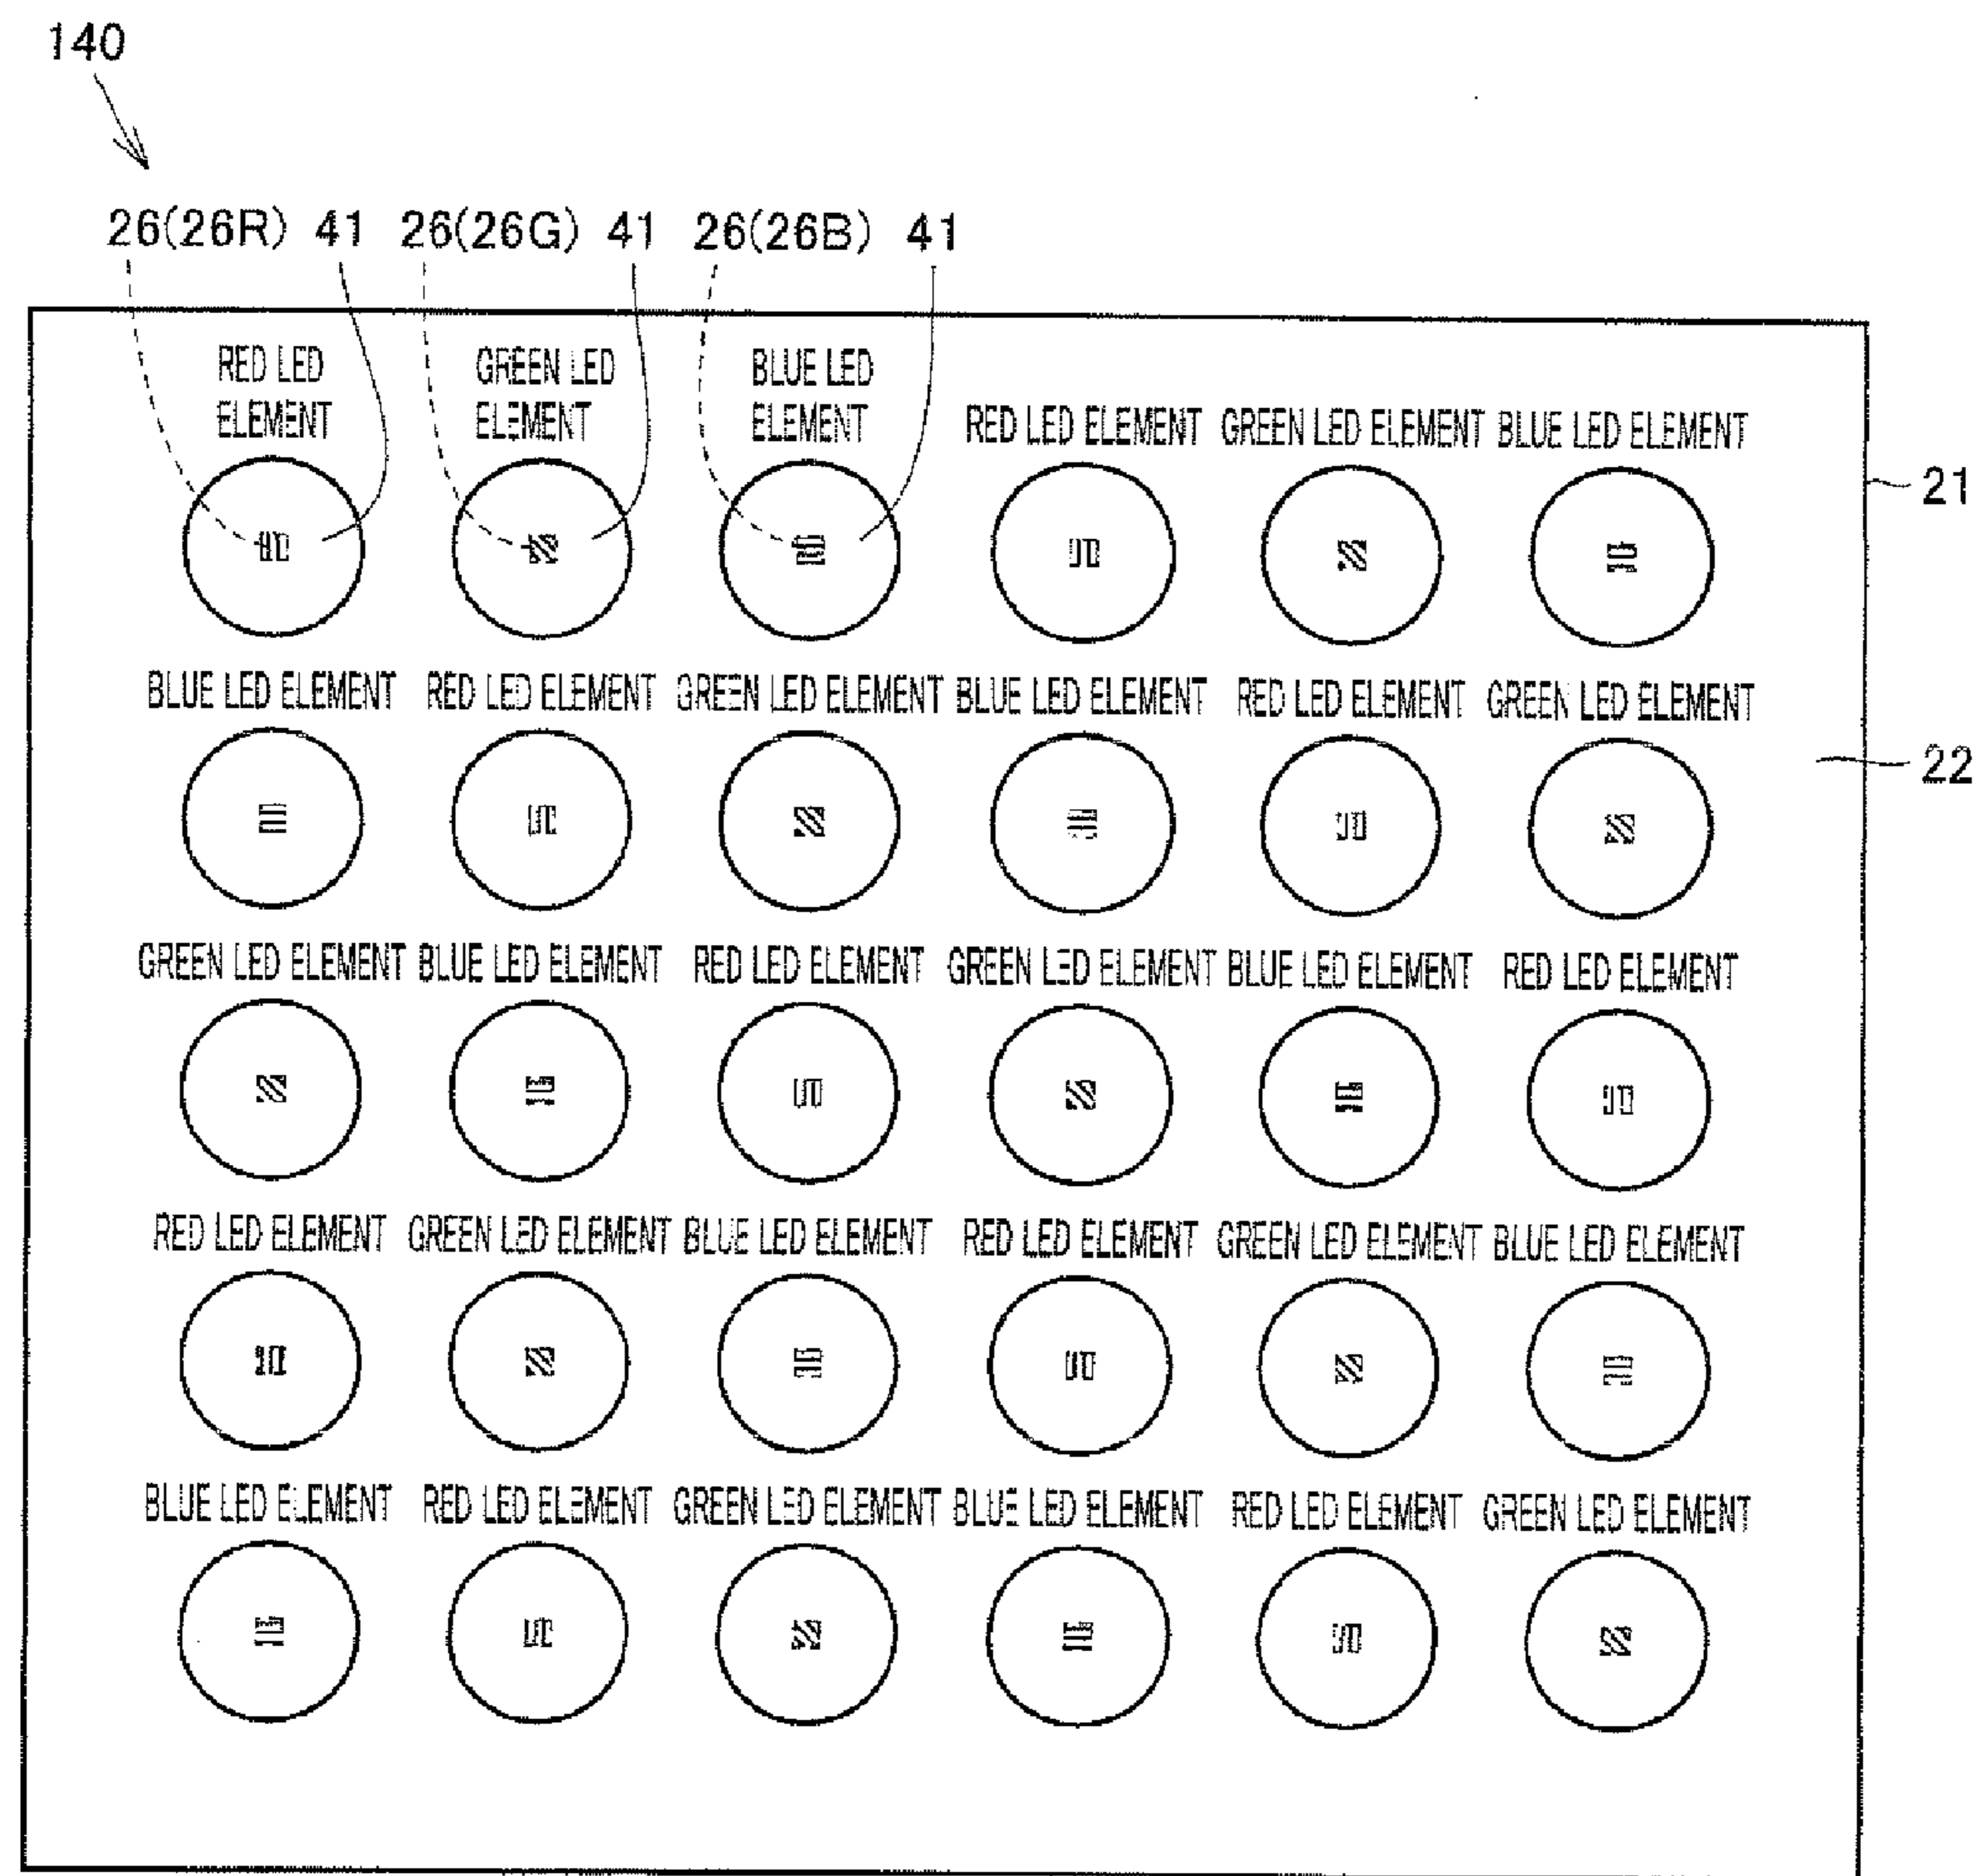 140
26(26R) 41 26(26G) 41 26(26B) 41
RED LED ELEMENT GREEN LED ELEMENT BLUE LED ELEMENT RED LED ELEMENT GREEN LED ELEMENT BLUE LED ELEMENT
21
BLUE LED ELEMENT RED LED ELEMENT GREEN LED ELEMENT BLUE LED ELEMENT RED LED ELEMENT GREEN LED ELEMENT
22
GREEN LED ELEMENT BLUE LED ELEMENT RED LED ELEMENT GREEN LED ELEMENT BLUE LED ELEMENT RED LED ELEMENT
RED LED ELEMENT GREEN LED ELEMENT BLUE LED ELEMENT RED LED ELEMENT GREEN LED ELEMENT BLUE LED ELEMENT
BLUE LED ELEMENT RED LED ELEMENT GREEN LED ELEMENT BLUE LED ELEMENT RED LED ELEMENT GREEN LED ELEMENT